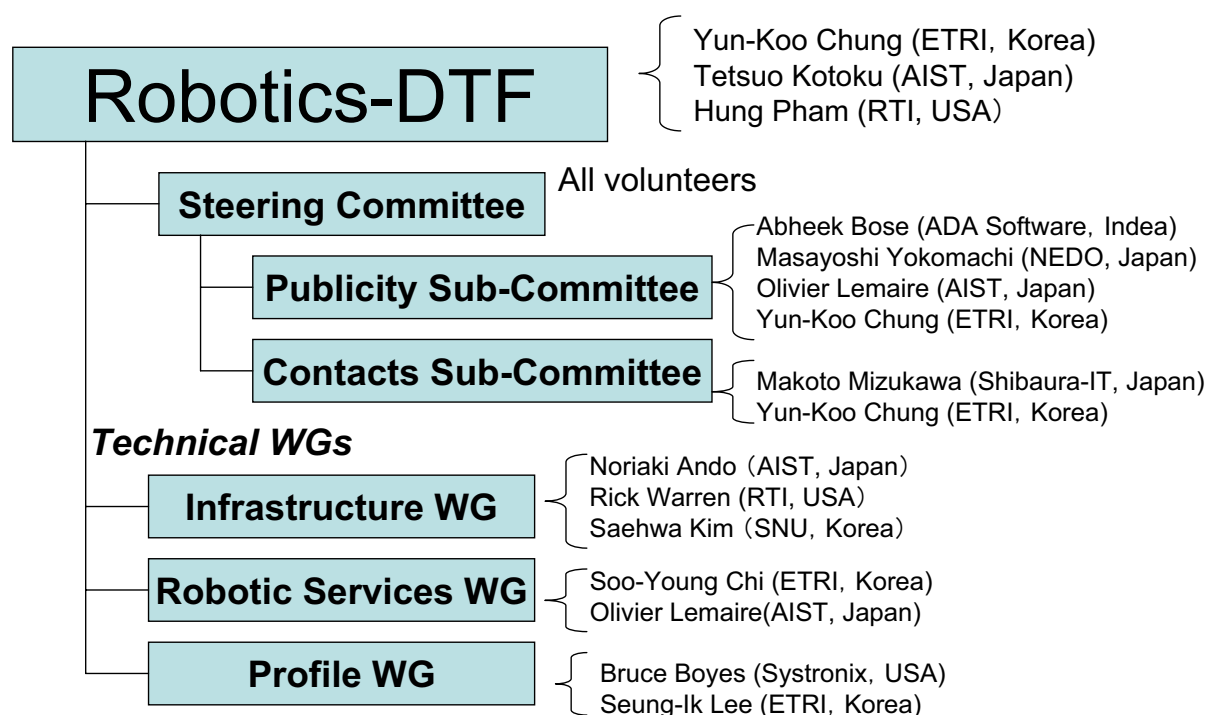 Robotics-DTF
Yun-Koo Chung (ETRI, Korea)
Tetsuo Kotoku (AIST, Japan)
Hung Pham (RTI, USA）
Steering Committee
All volunteers
Publicity Sub-Committee
Abheek Bose (ADA Software, Indea)
Masayoshi Yokomachi (NEDO, Japan)
Olivier Lemaire (AIST, Japan)
Yun-Koo Chung (ETRI, Korea)
Contacts Sub-Committee
Makoto Mizukawa (Shibaura-IT, Japan)
Yun-Koo Chung (ETRI, Korea)
Technical WGs
Infrastructure WG
Noriaki Ando（AIST, Japan）
Rick Warren (RTI, USA）
Saehwa Kim（SNU, Korea）
Robotic Services WG
Soo-Young Chi (ETRI, Korea)
Olivier Lemaire(AIST, Japan)
Profile WG
Bruce Boyes (Systronix, USA)
Seung-Ik Lee (ETRI, Korea)